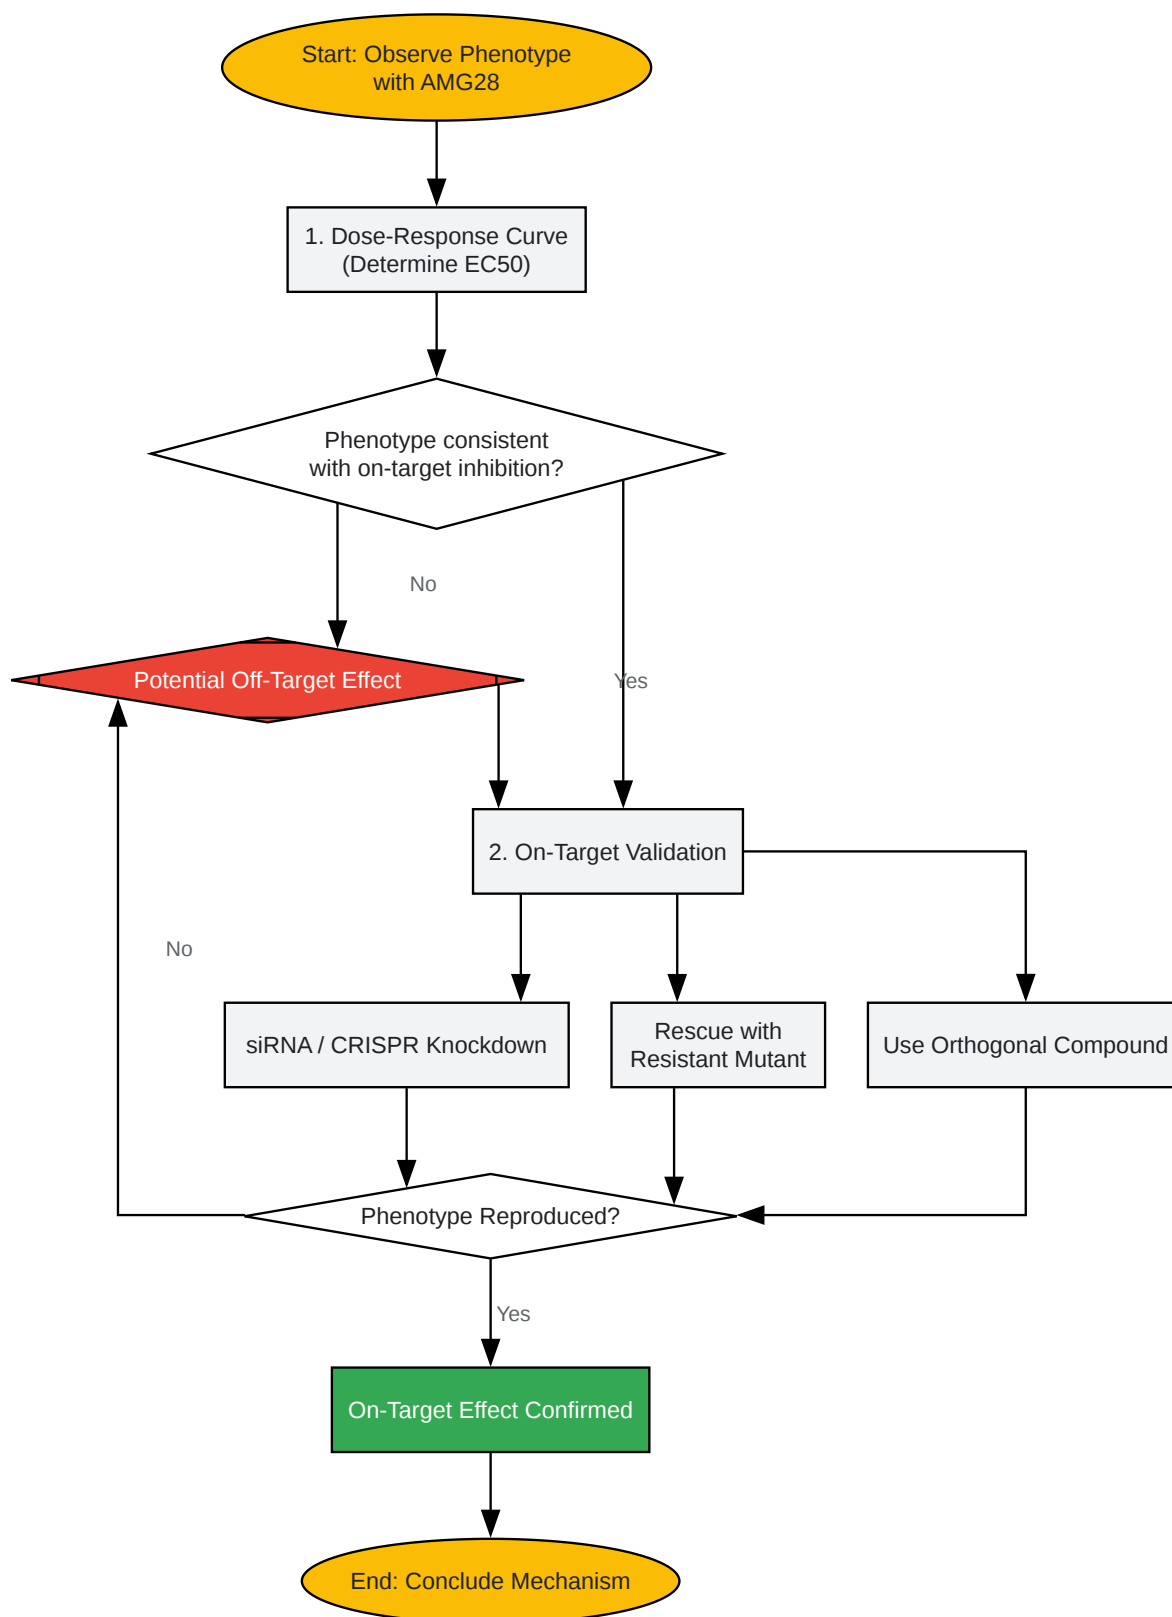 Start: Observe Phenotype
with AMG28
1. Dose-Response Curve
(Determine EC50)
Phenotype consistent
with on-target inhibition?
No
Potential Off-Target Effect
Yes
2. On-Target Validation
No
siRNA / CRISPR Knockdown
Rescue with
Resistant Mutant
Use Orthogonal Compound
Phenotype Reproduced?
Yes
On-Target Effect Confirmed
End: Conclude Mechanism